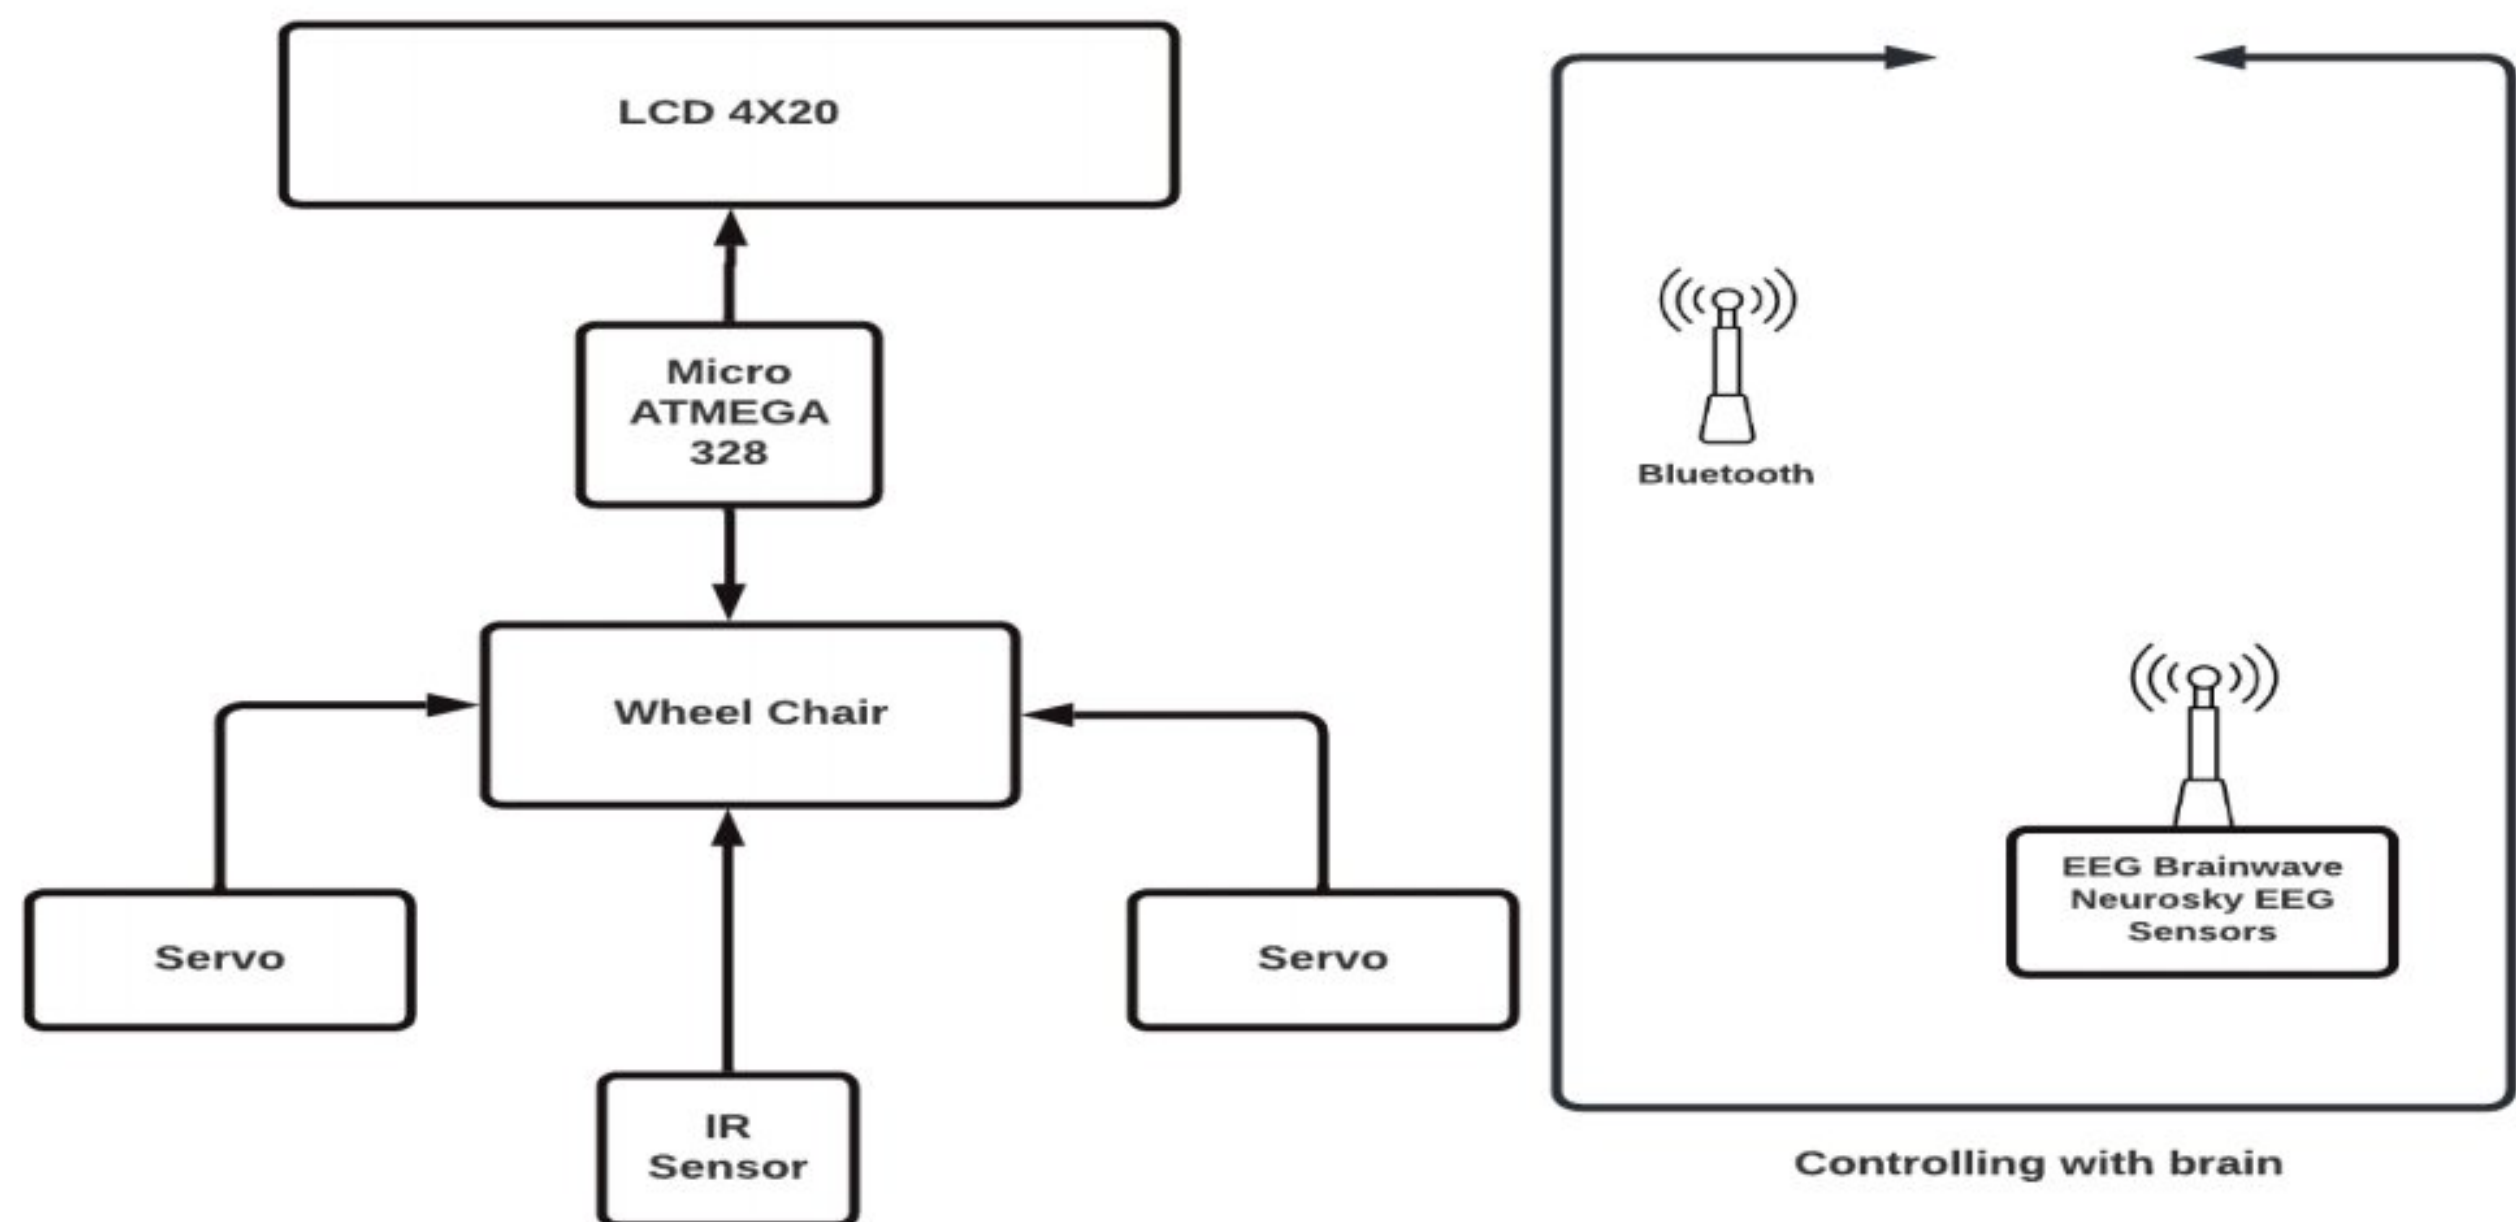 LCD 4X20
Micro
ATMEGA
328
Wheel Chair
Servo
Servo
IR
Sensor
Bluetooth
EEG Brainwave
Neurosky EEG
Sensors
Controlling with brain